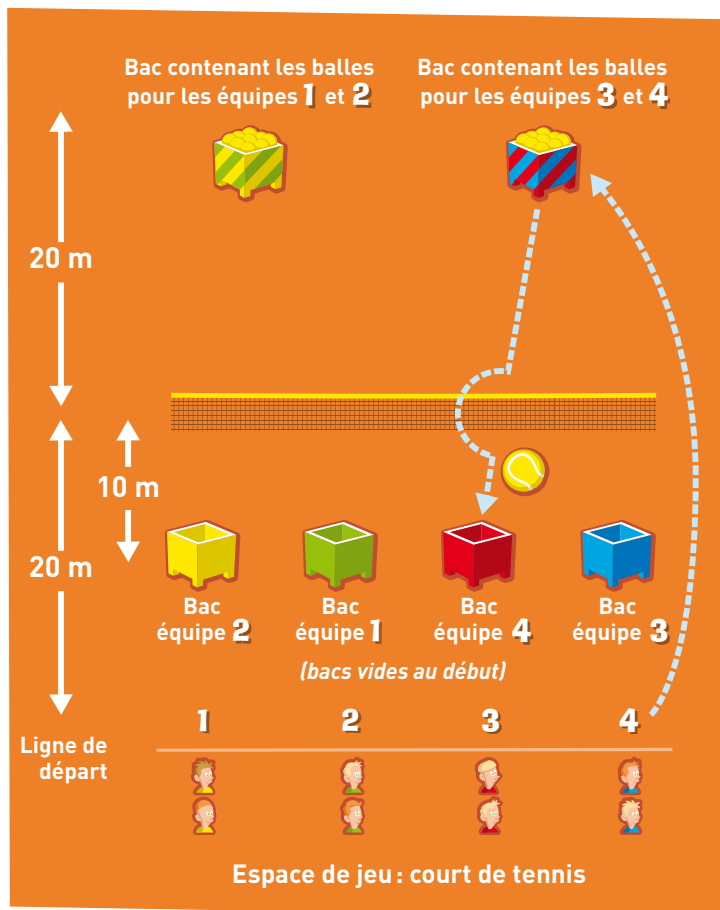 Bac contenant les balles
pour les équipes 1 et 2
Bac contenant les balles
pour les équipes 3 et 4
20 m
10 m
20 m
Bac
équipe 2
Bac
équipe 1
Bac
équipe 4
Bac
équipe 3
(bacs vides au début)
1 2 3 4
Ligne de
départ
Espace de jeu : court de tennis